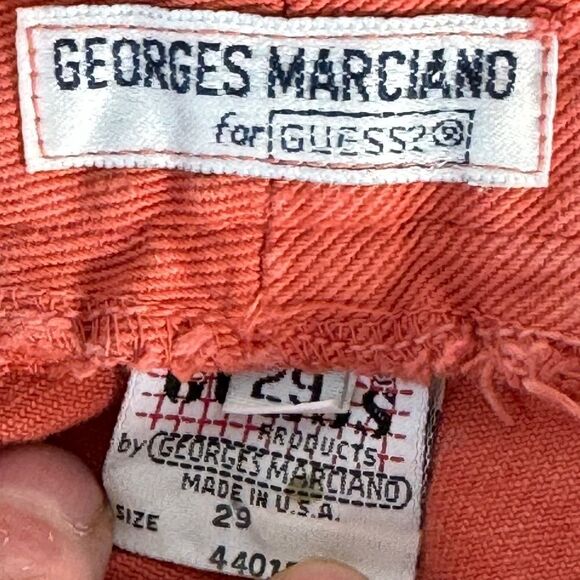 GEORGES MARCIANO
for GUESS?®
29
PRODUCTS
by GEORGES MARCIANO
MADE IN U.S.A.
SIZE 29